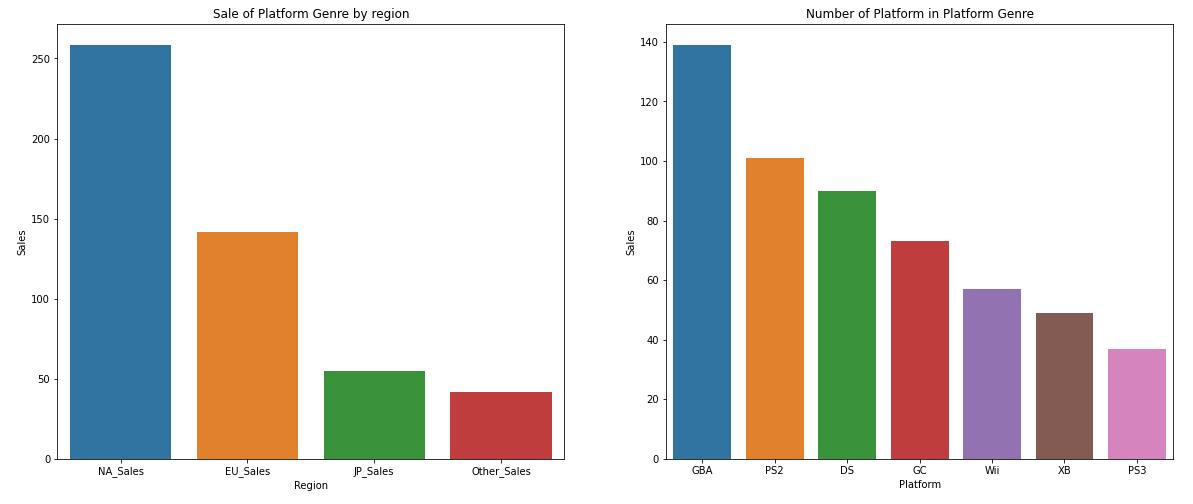 Sale of Platform Genre by region
250
200
150
100
50
0
Sales
NA_Sales EU_Sales JP_Sales Other_Sales
Region
Number of Platform in Platform Genre
140
120
100
80
60
40
20
0
Sales
GBA PS2 DS GC Wii XB PS3
Platform